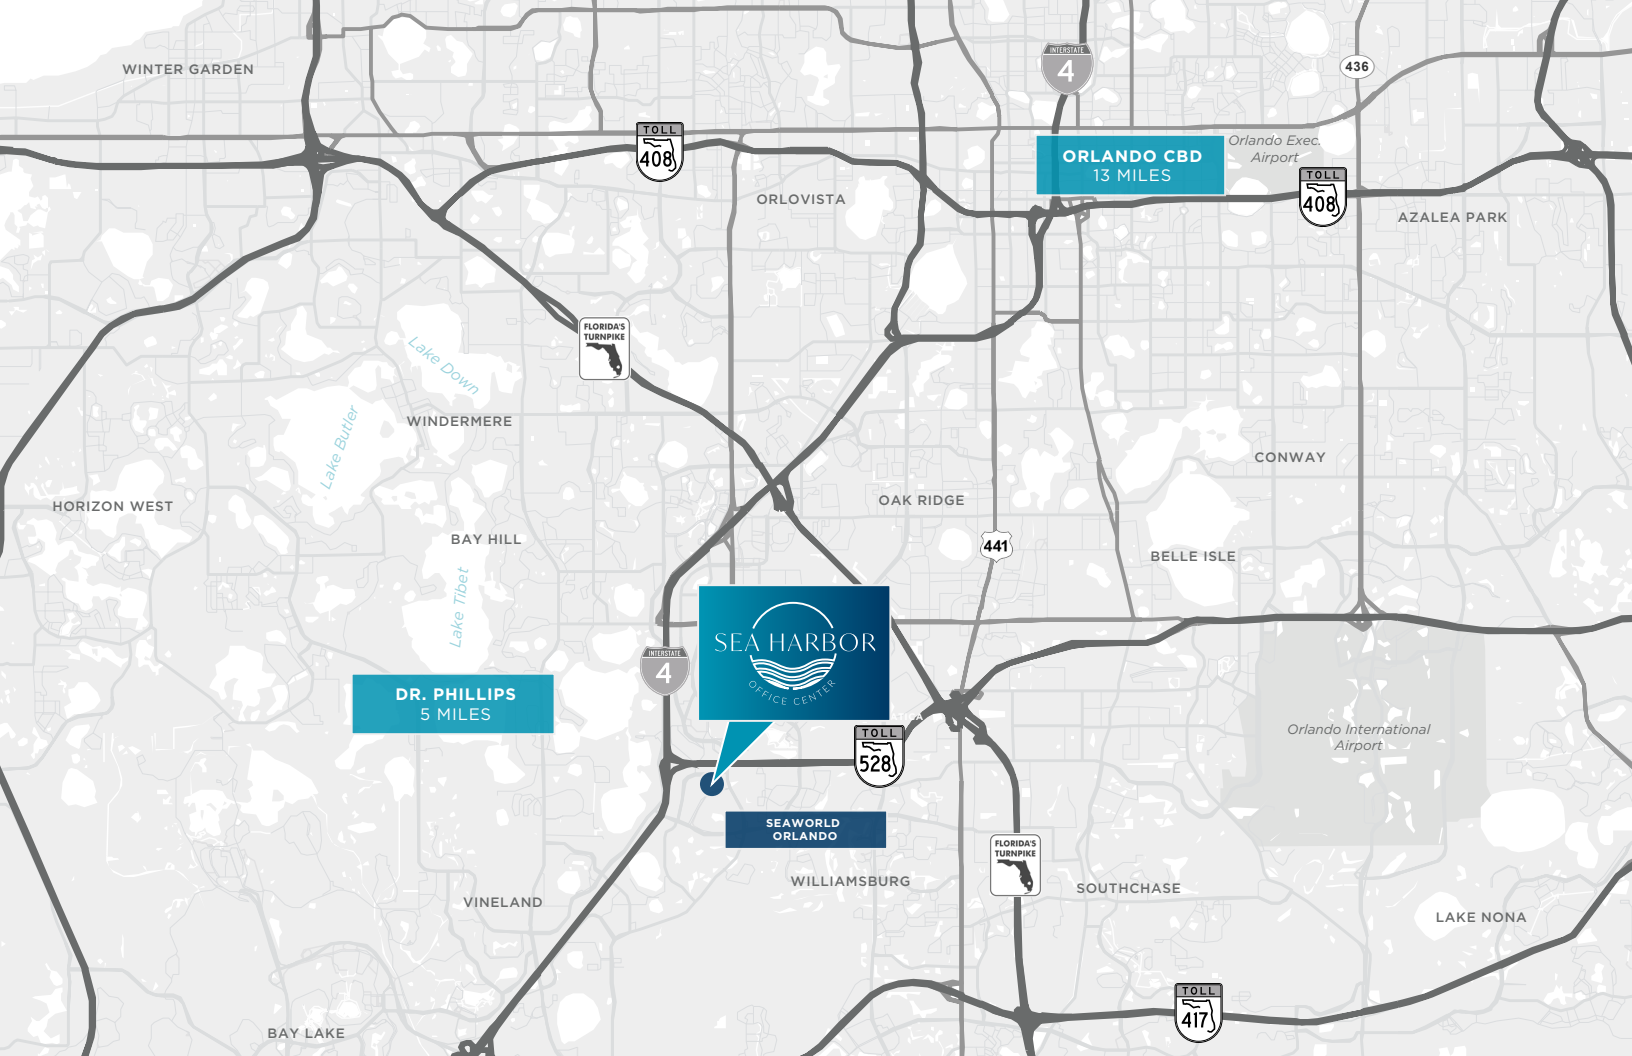 INTERSTATE
4
436
WINTER GARDEN
TOLL
408
Orlando Exec.
Airport
ORLANDO CBD
13 MILES
TOLL
408
ORLOVISTA
AZALEA PARK
FLORIDA'S
TURNPIKE
Lake Down
WINDERMERE
Lake Butler
CONWAY
HORIZON WEST
OAK RIDGE
BAY HILL
441
BELLE ISLE
Lake Tibet
SEA HARBOR
OFFICE CENTER
INTERSTATE
4
DR. PHILLIPS
5 MILES
TOLL
528
Orlando International
Airport
SEAWORLD
ORLANDO
FLORIDA'S
TURNPIKE
WILLIAMSBURG
SOUTHCHASE
VINELAND
LAKE NONA
TOLL
417
BAY LAKE